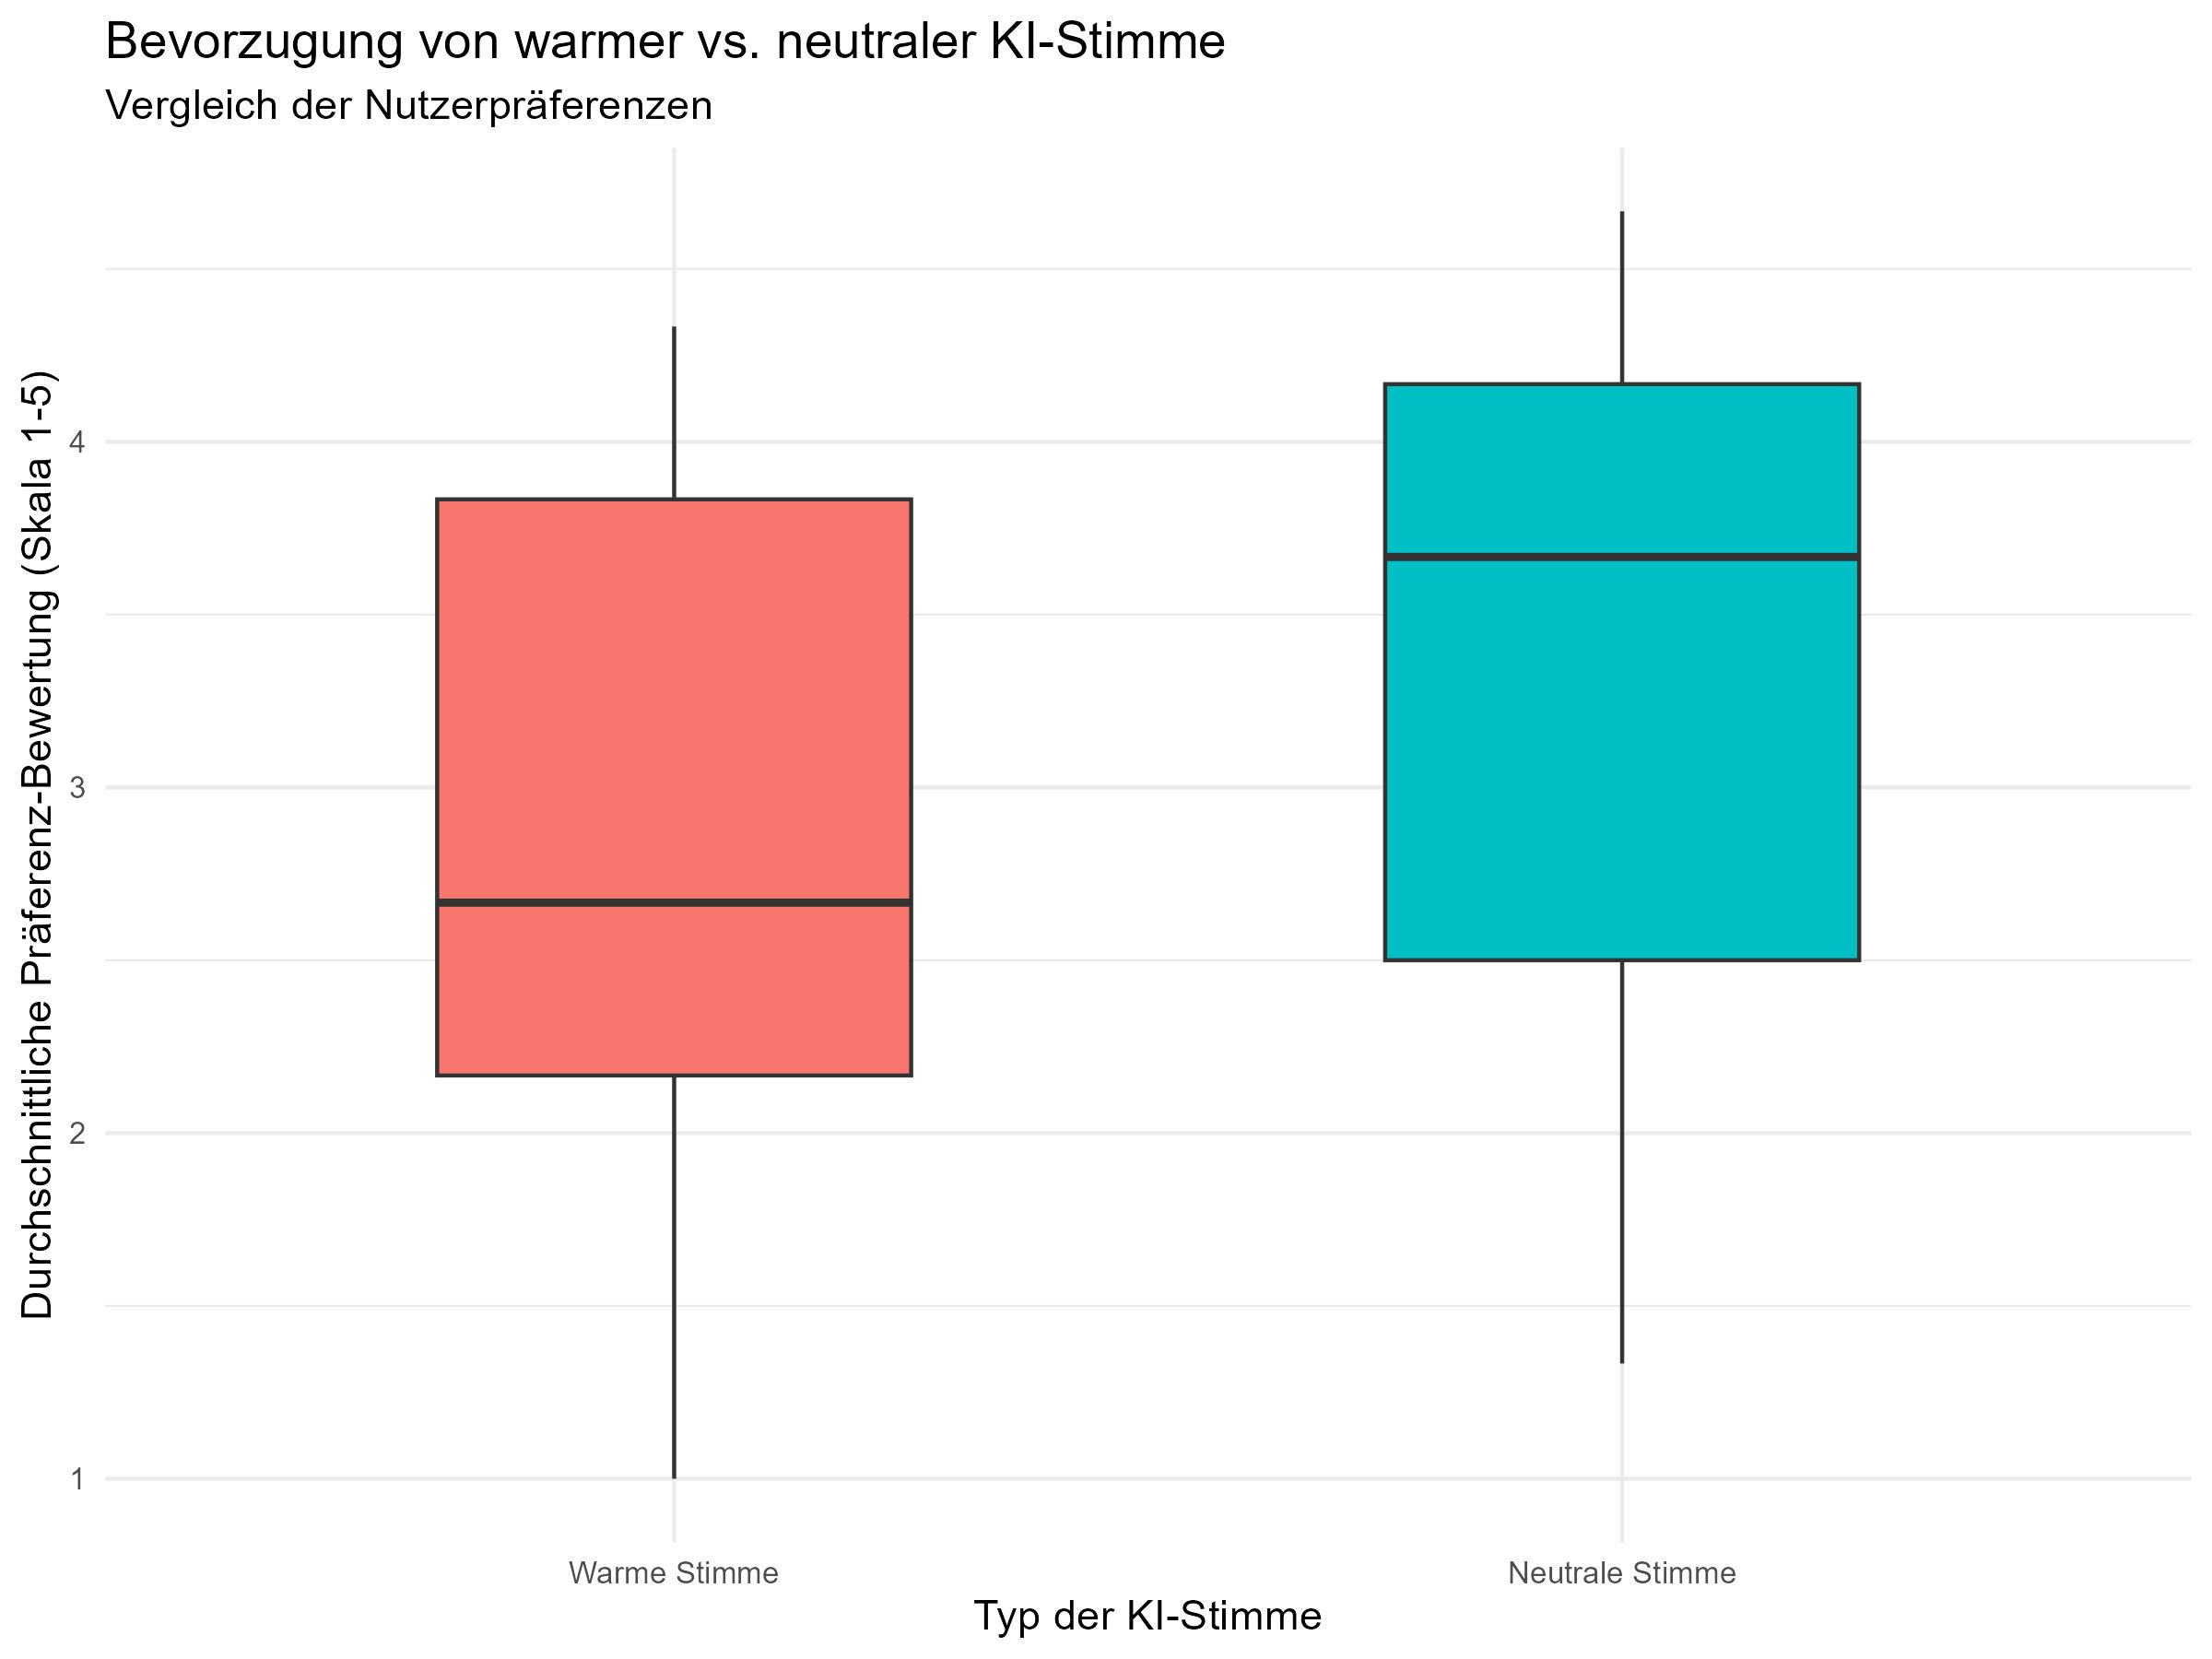 Bevorzugung von warmer vs. neutraler KI-Stimme
Vergleich der Nutzerpräferenzen
Durchschnittliche Präferenz-Bewertung (Skala 1-5)
4
3
2
1
Warme Stimme
Neutrale Stimme
Typ der KI-Stimme